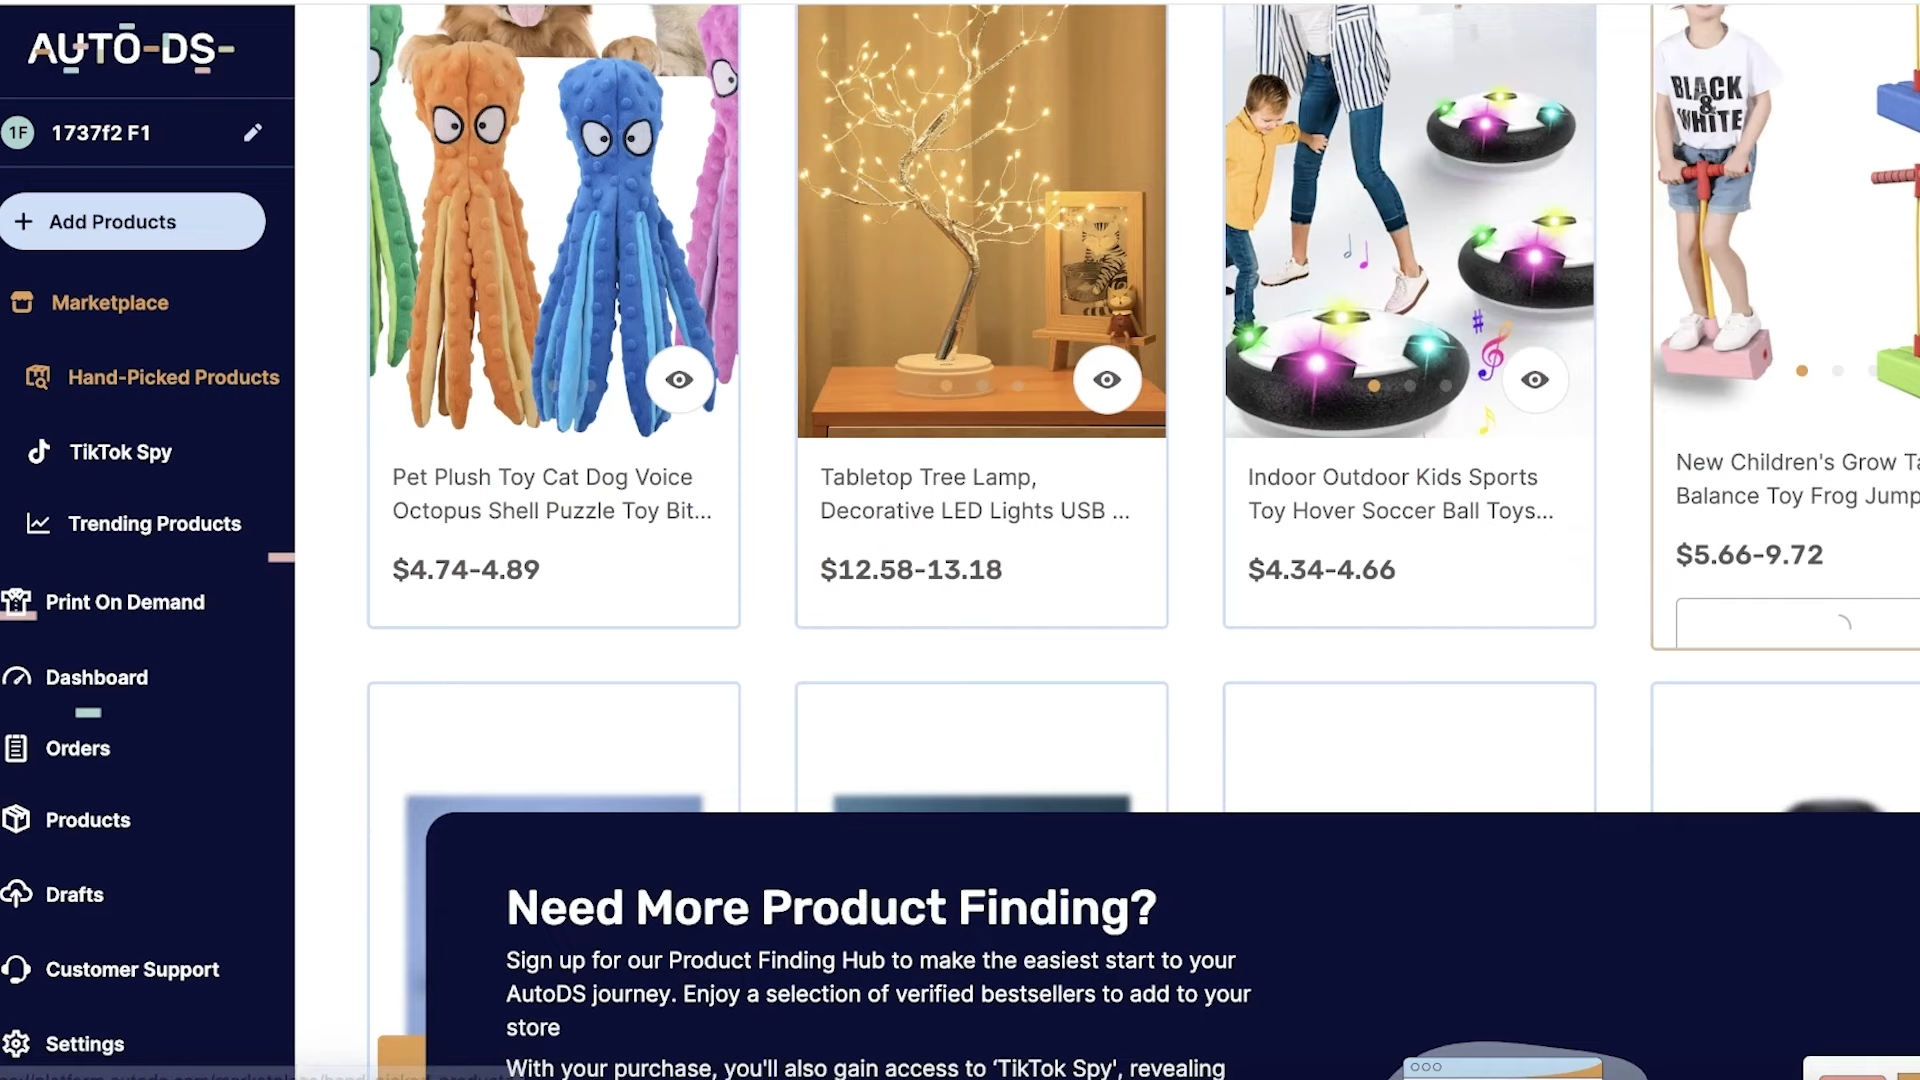 AUTO-DS-
1F
1737f2 F1
+ Add Products
Marketplace
Hand-Picked Products
TikTok Spy
Trending Products
Print On Demand
Dashboard
Orders
Products
Drafts
Customer Support
Settings
BLACK
&
WHITE
Pet Plush Toy Cat Dog Voice
Octopus Shell Puzzle Toy Bit...
$4.74-4.89
Tabletop Tree Lamp,
Decorative LED Lights USB ...
$12.58-13.18
Indoor Outdoor Kids Sports
Toy Hover Soccer Ball Toys...
$4.34-4.66
New Children's Grow
Balance Toy Frog Jump
$5.66-9.72
Need More Product Finding?
Sign up for our Product Finding Hub to make the easiest start to your
AutoDS journey. Enjoy a selection of verified bestsellers to add to your
store
With your purchase, you'll also gain access to ‘TikTok Spy', revealing